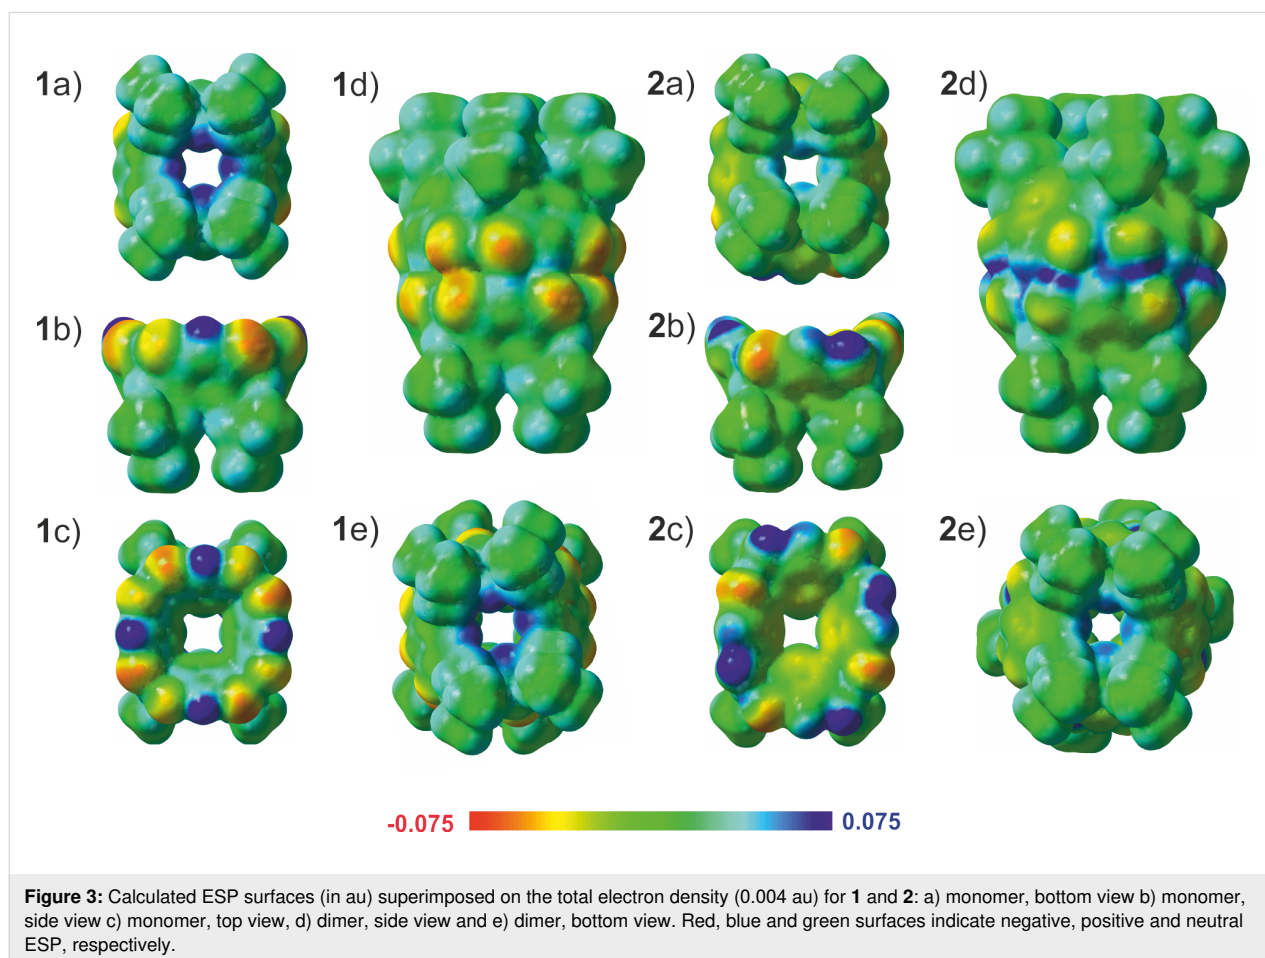 1a)
1d)
2a)
2d)
1b)
2b)
1c)
1e)
2c)
2e)
-0.075 0.075
Figure 3: Calculated ESP surfaces (in au) superimposed on the total electron density (0.004 au) for 1 and 2: a) monomer, bottom view b) monomer,
side view c) monomer, top view, d) dimer, side view and e) dimer, bottom view. Red, blue and green surfaces indicate negative, positive and neutral
ESP, respectively.